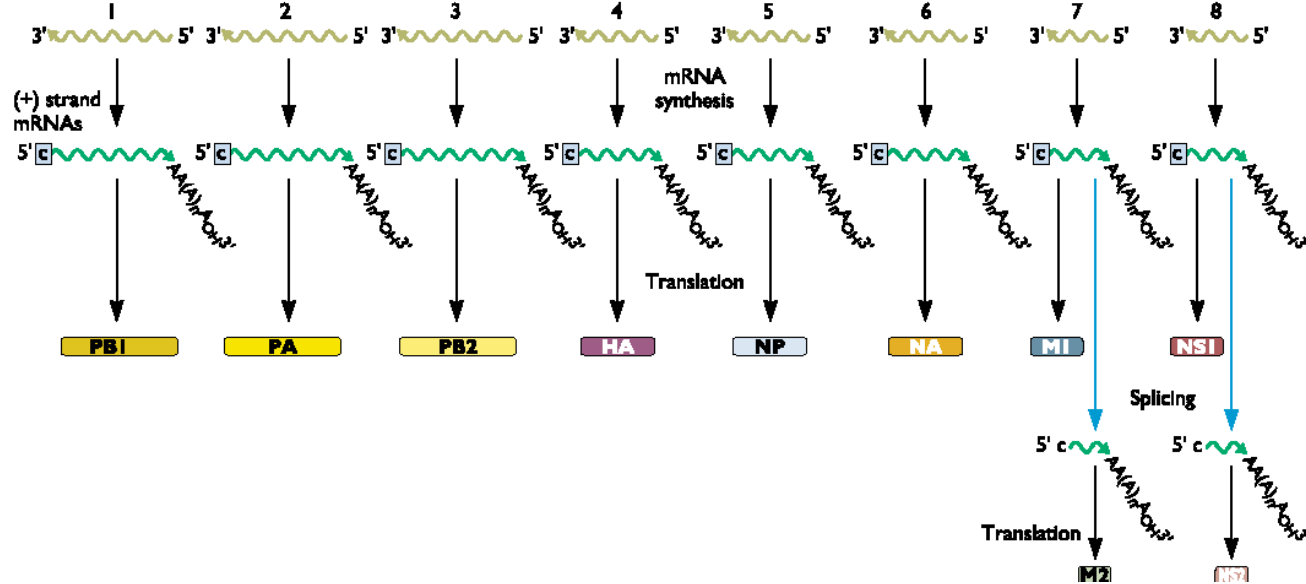 1 2 3 4 5 6 7 8
3' 5' 3' 5' 3' 5' 3' 5' 3' 5' 3' 5' 3' 5' 3' 5'
mRNA
synthesis
(+) strand
mRNAs
5' c 5' c 5' c 5' c 5' c 5' c 5' c 5' c
AA(A)nAOH3' AA(A)nAOH3' AA(A)nAOH3' AA(A)nAOH3' AA(A)nAOH3' AA(A)nAOH3' AA(A)nAOH3' AA(A)nAOH3'
Translation
PB1 PA PB2 HA NP NA M1 NS1
Splicing
5' c 5' c
AA(A)nAOH3' AA(A)nAOH3'
Translation
M2 NS2